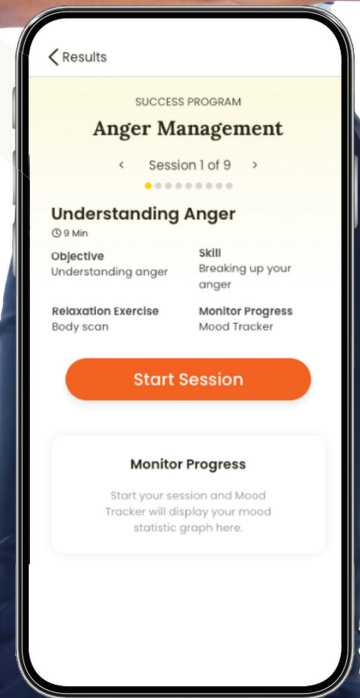 Results
SUCCESS PROGRAM
Anger Management
< Session 1 of 9 >
Understanding Anger
9 Min
Objective
Understanding anger
Skill
Breaking up your
anger
Relaxation Exercise
Body scan
Monitor Progress
Mood Tracker
Start Session
Monitor Progress
Start your session and Mood
Tracker will display your mood
statistic graph here.